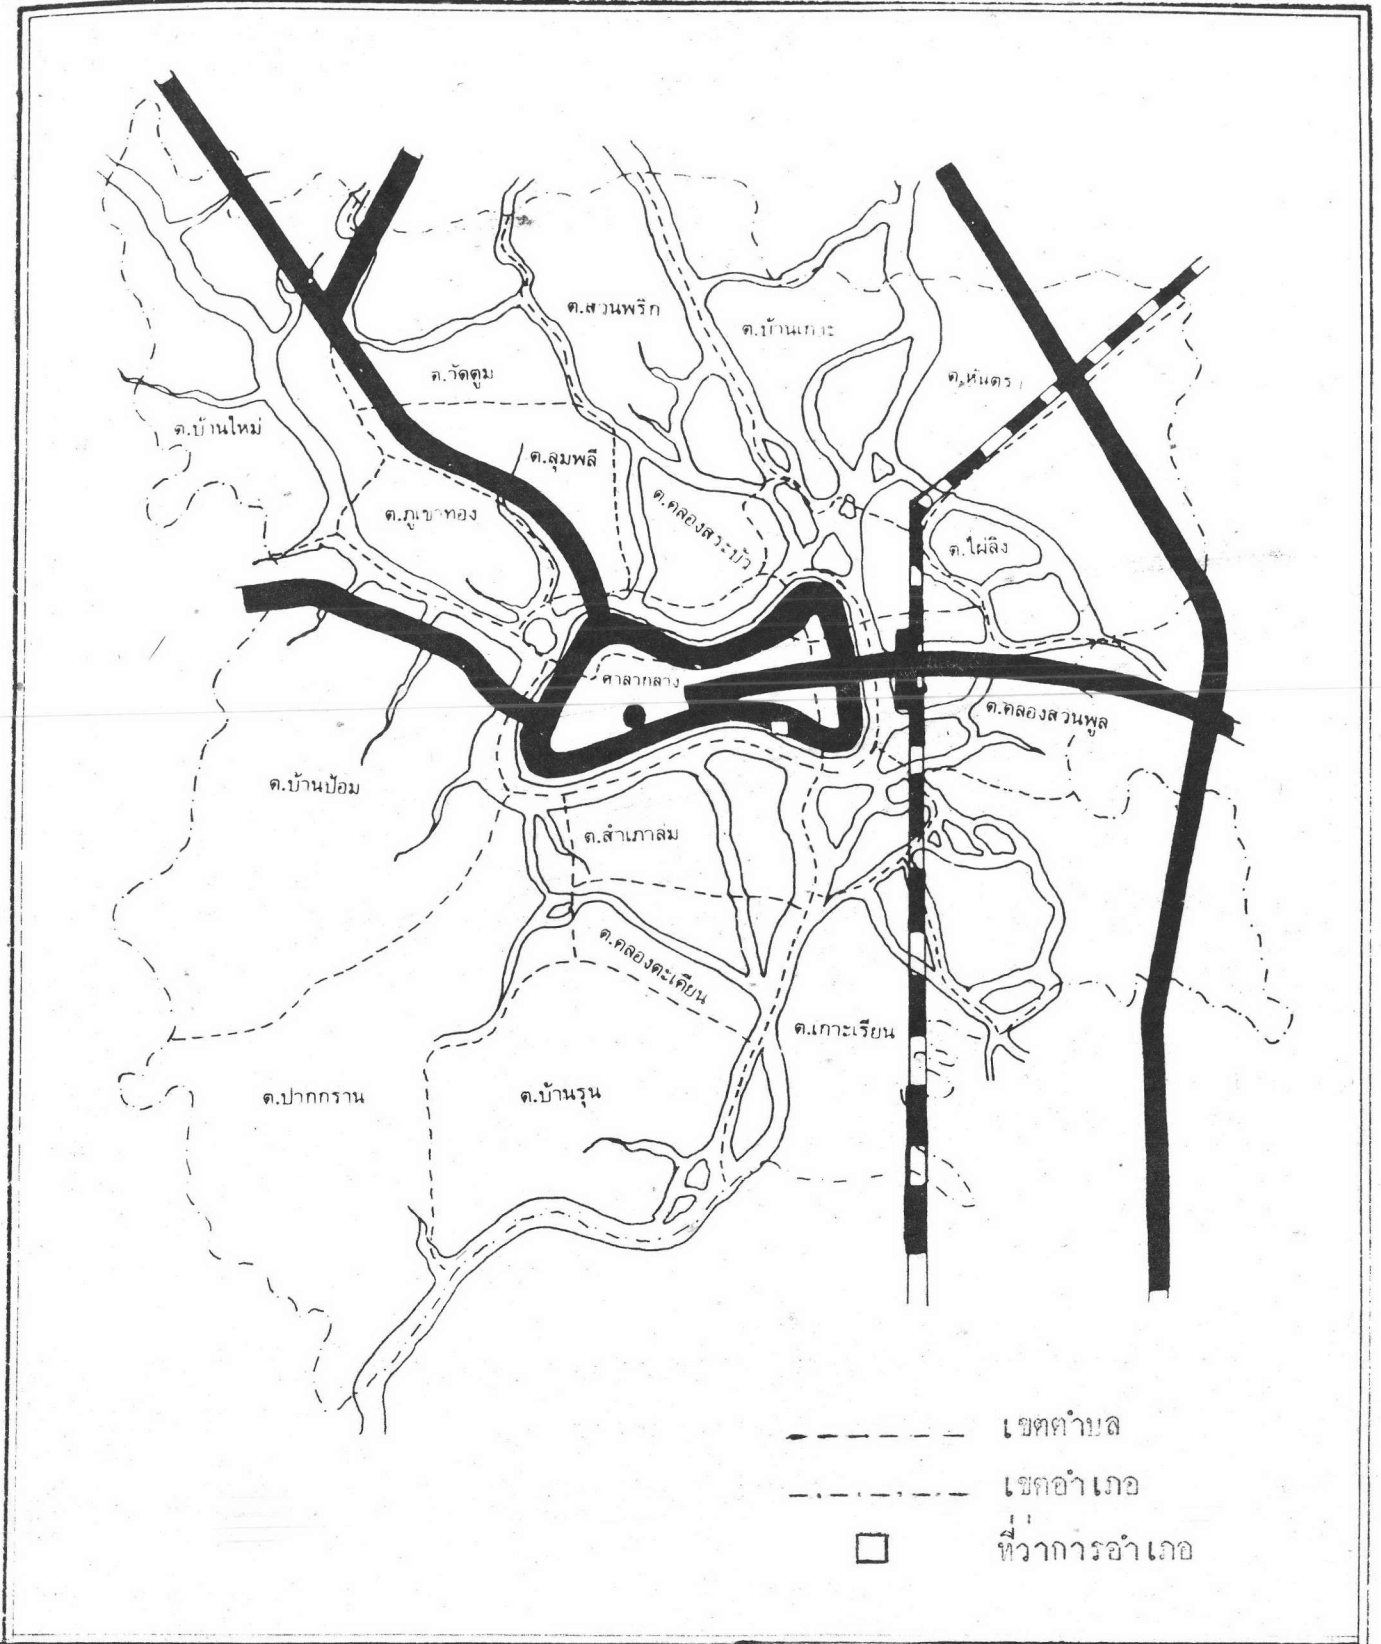 ต.สวนพริก
ต.บ้านเกาะ
ต.วัดตูม
ต.หันตรา
ต.บ้านใหม่
ต.ลุมพลี
ต.ภูเขาทอง
ต.คลองสระบัว
ต.ไผ่ลิง
ศาลากลาง
ต.คลองสวนพูล
ต.บ้านป้อม
ต.สำเภาล่ม
ต.คลองตะเคียน
ต.เกาะเรียน
ต.ปากกราน
ต.บ้านรุน
เขตตำบล
เขตอำเภอ
ที่ว่าการอำเภอ